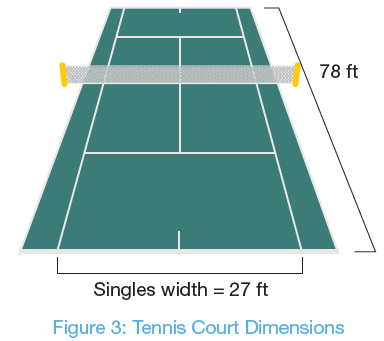 78 ft
Singles width = 27 ft
Figure 3: Tennis Court Dimensions